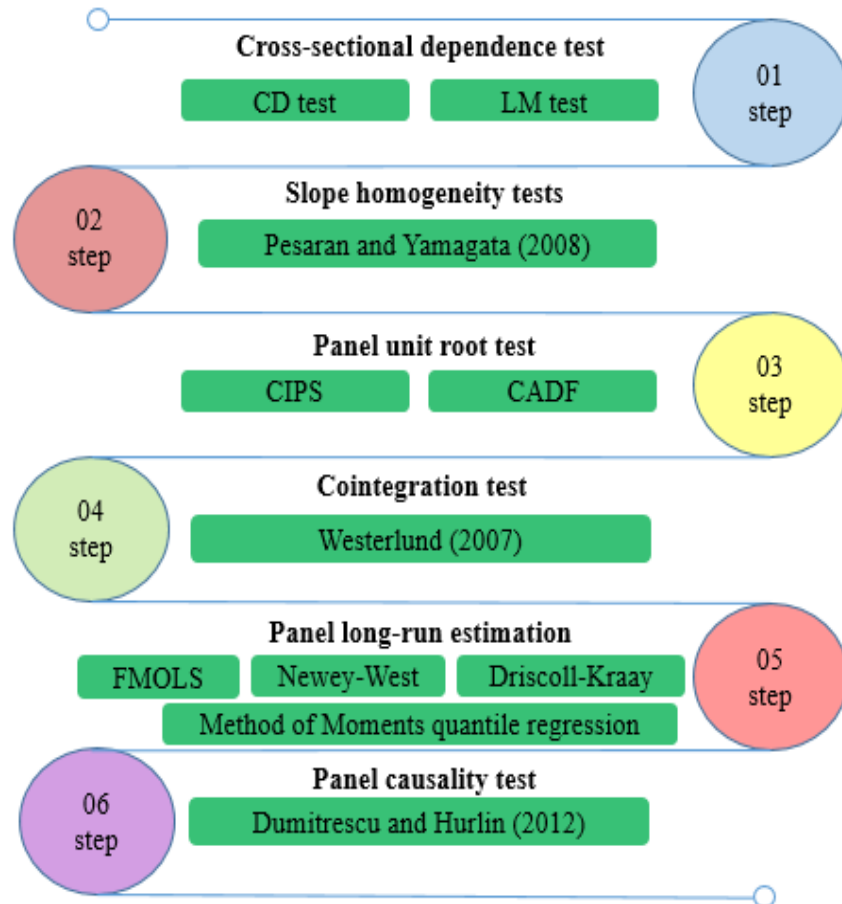 Cross-sectional dependence test
CD test
LM test
01
step
02
step
Slope homogeneity tests
Pesaran and Yamagata (2008)
Panel unit root test
CIPS
CADF
03
step
04
step
Cointegration test
Westerlund (2007)
Panel long-run estimation
FMOLS
Newey-West
Driscoll-Kraay
Method of Moments quantile regression
05
step
06
step
Panel causality test
Dumitrescu and Hurlin (2012)